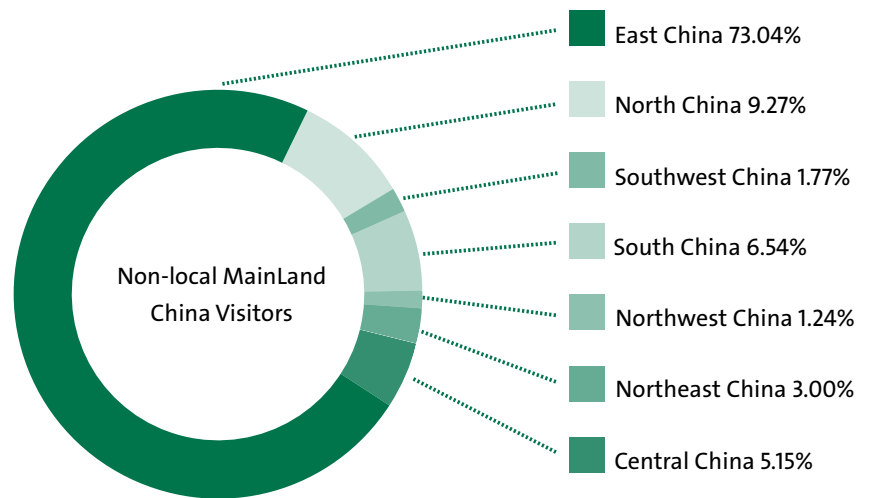 East China 73.04%
North China 9.27%
Southwest China 1.77%
South China 6.54%
Non-local MainLand
China Visitors
Northwest China 1.24%
Northeast China 3.00%
Central China 5.15%